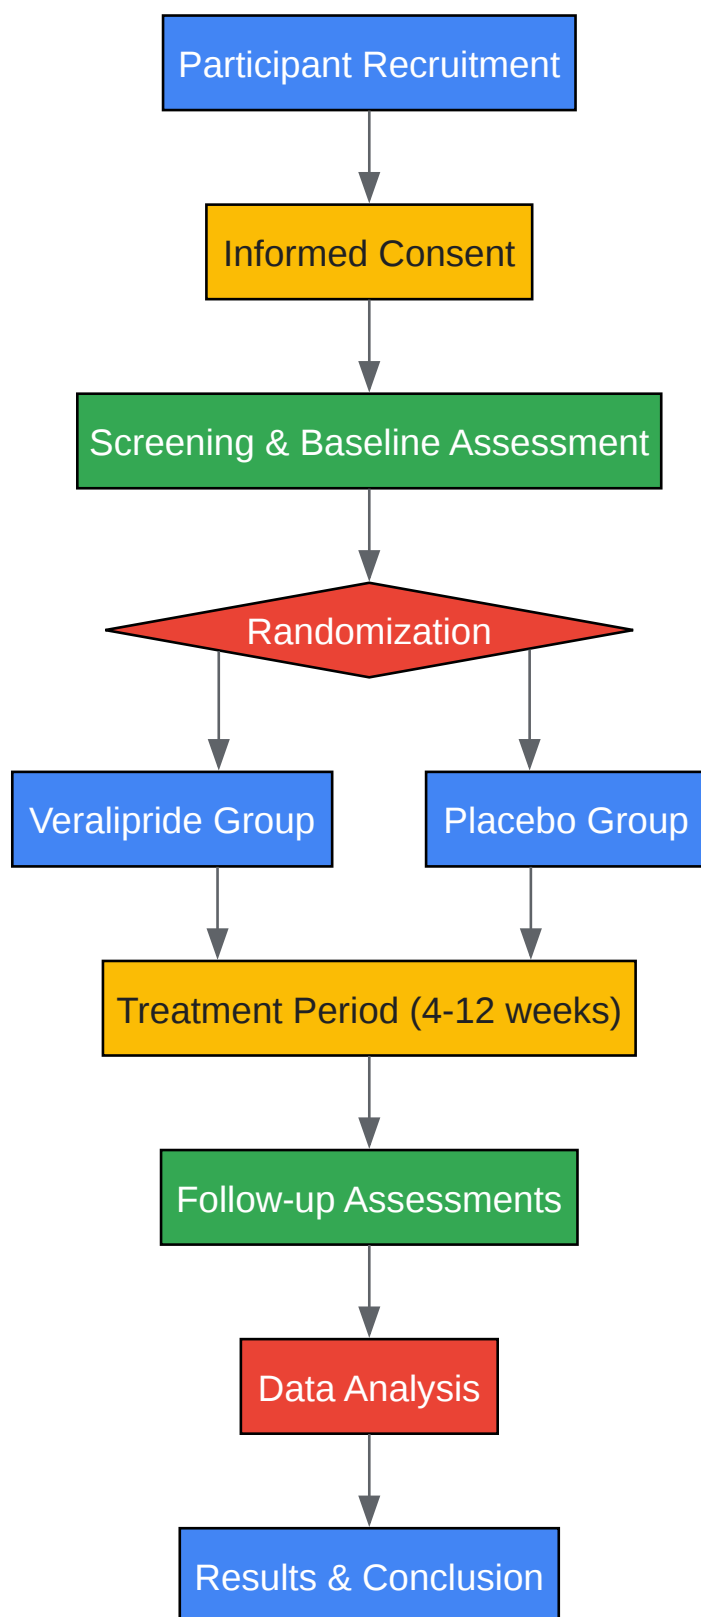 Participant Recruitment
Informed Consent
Screening & Baseline Assessment
Randomization
Veralipride Group
Placebo Group
Treatment Period (4-12 weeks)
Follow-up Assessments
Data Analysis
Results & Conclusion